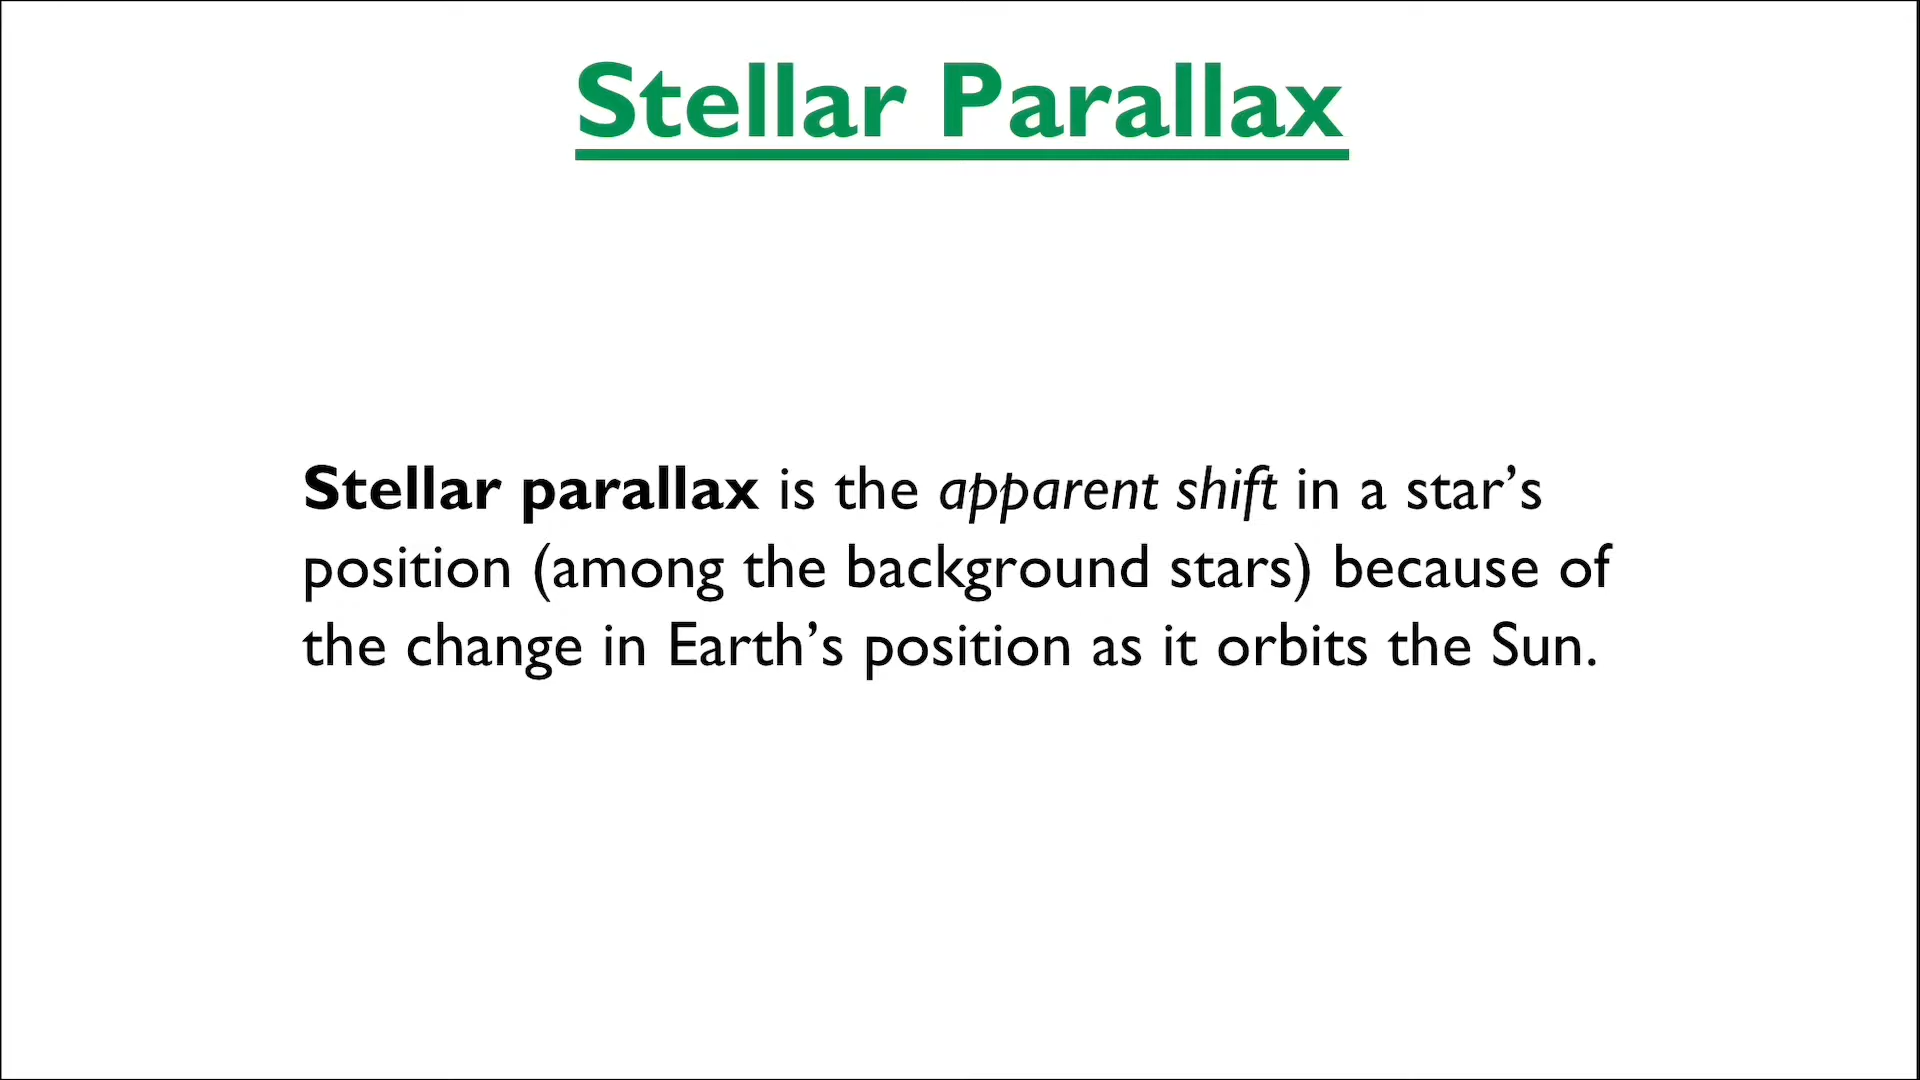 Stellar Parallax
Stellar parallax is the apparent shift in a star’s
position (among the background stars) because of
the change in Earth’s position as it orbits the Sun.